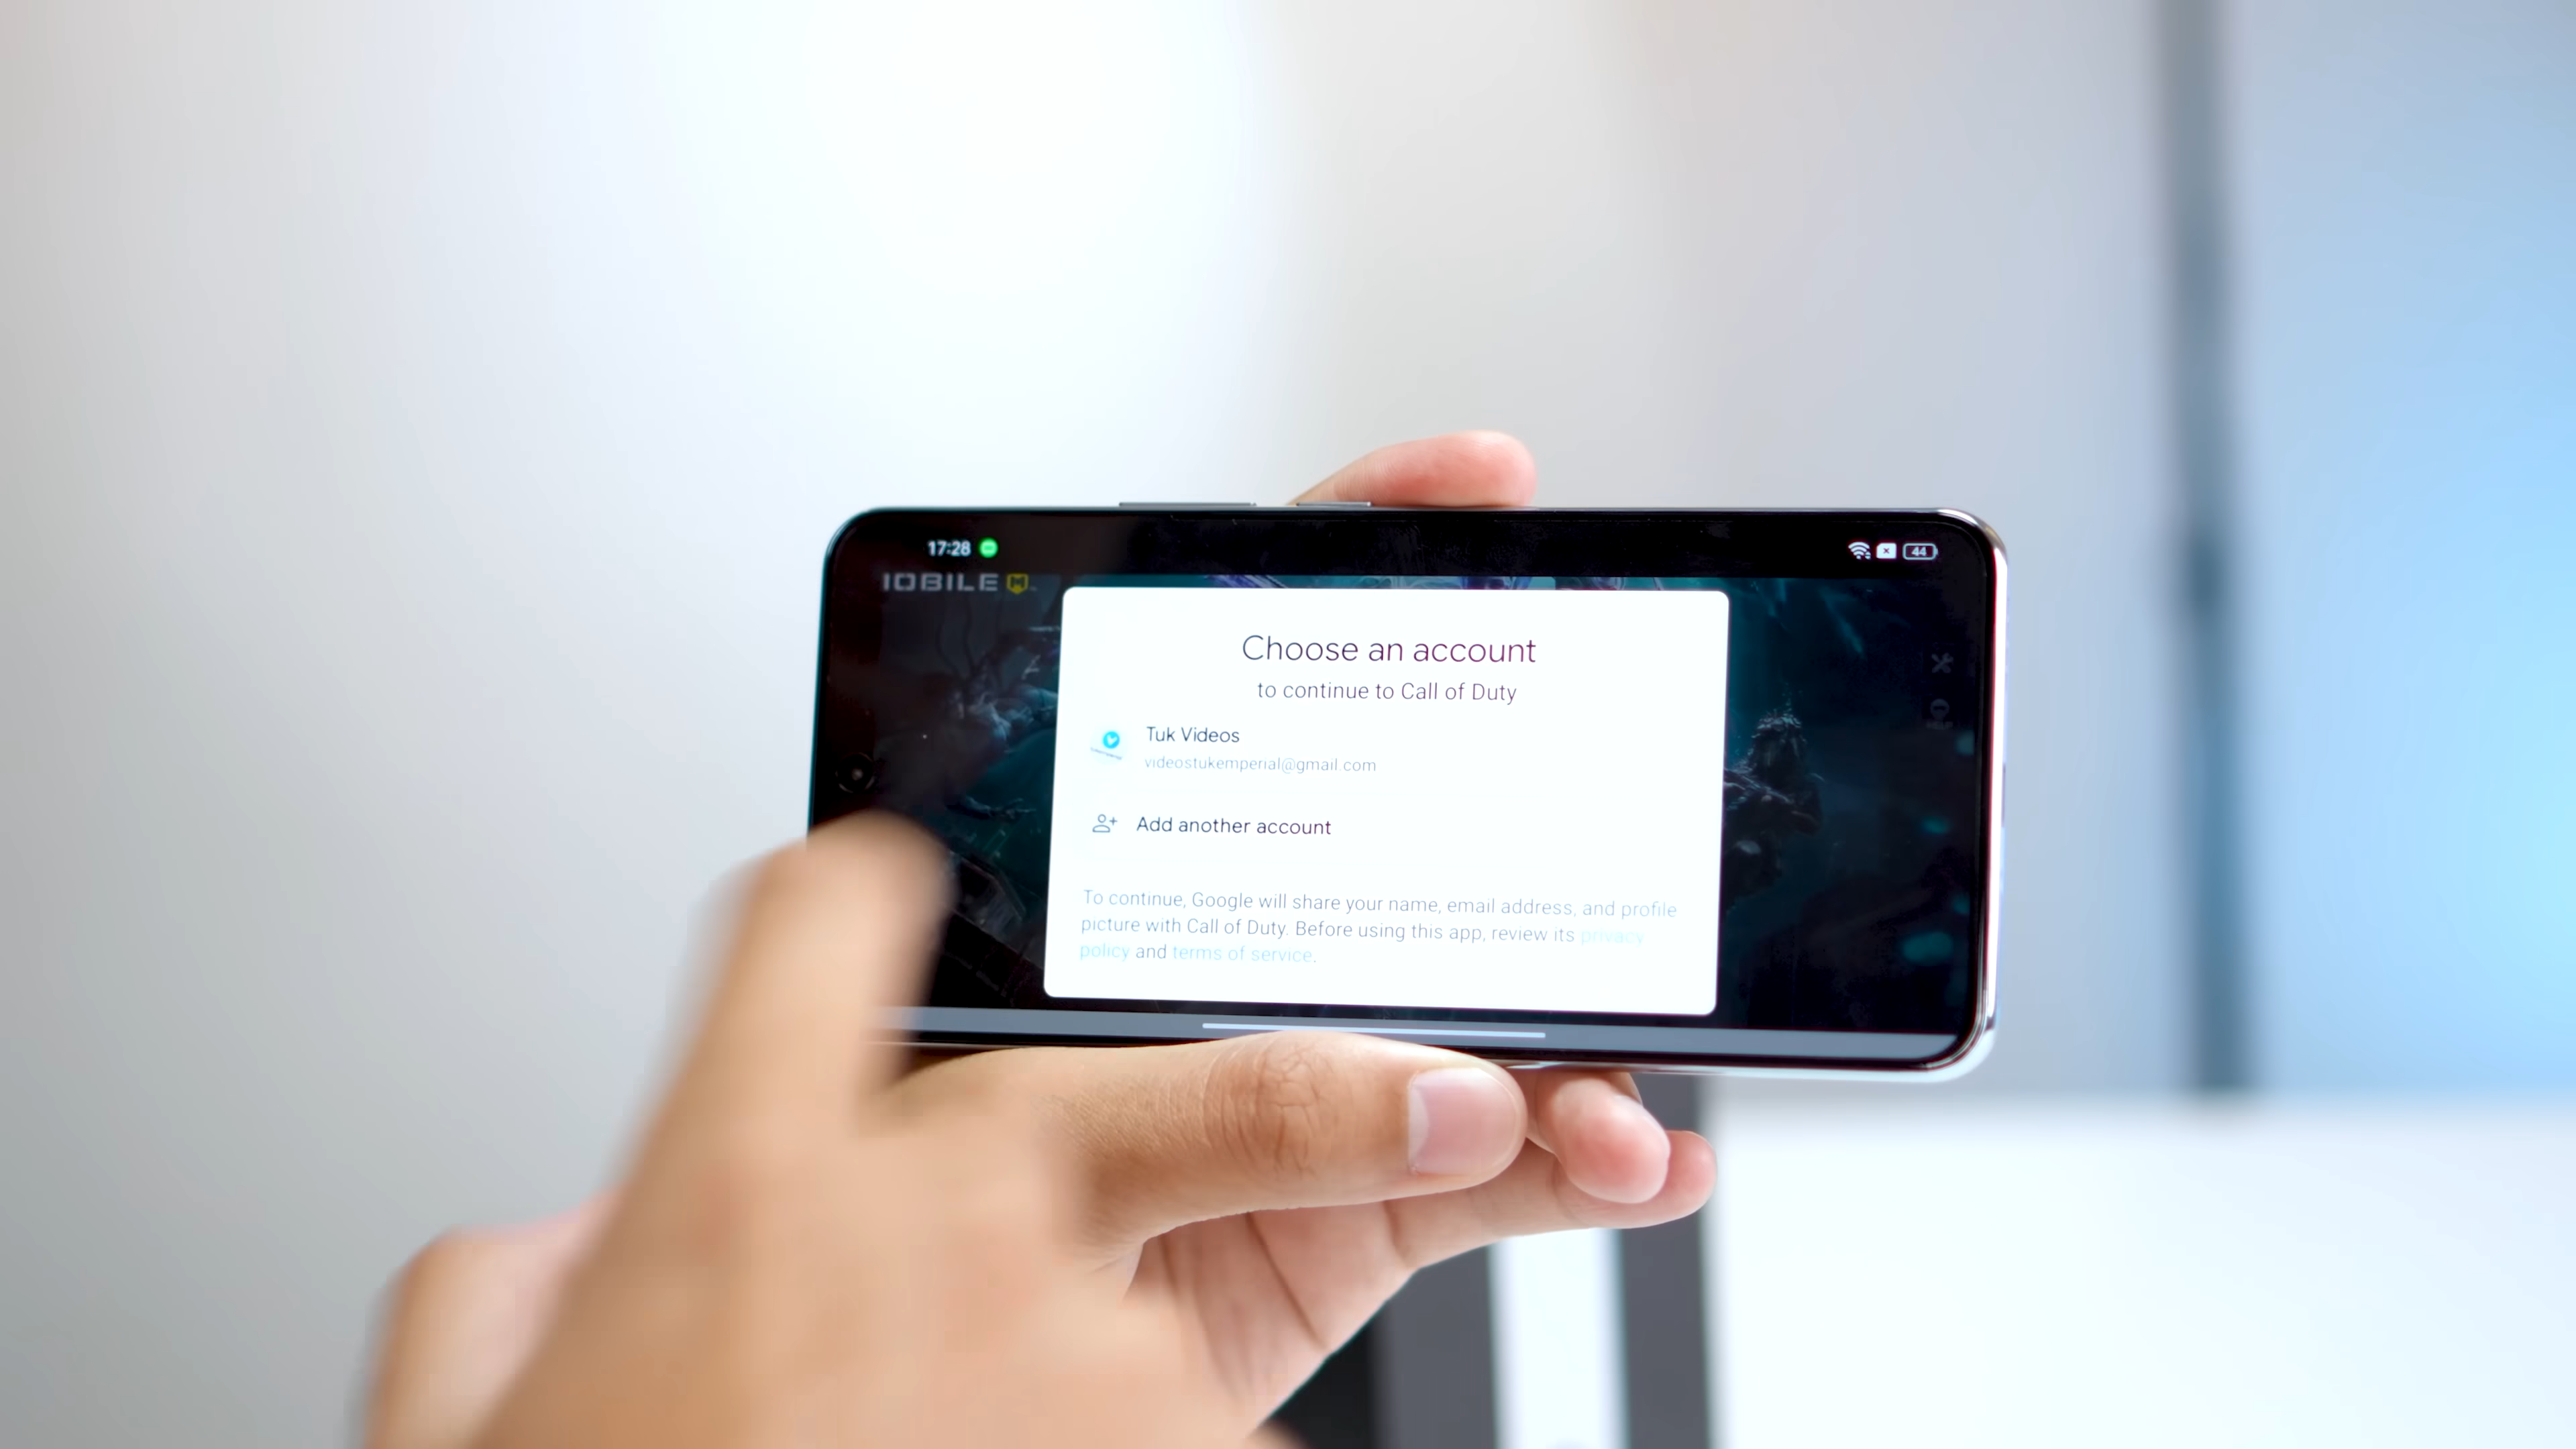 17:28
44
IOBILE
Choose an account
to continue to Call of Duty
Tuk Videos
videostukemperial@gmail.com
Add another account
To continue, Google will share your name, email address, and profile
picture with Call of Duty. Before using this app, review its privacy
policy and terms of service.